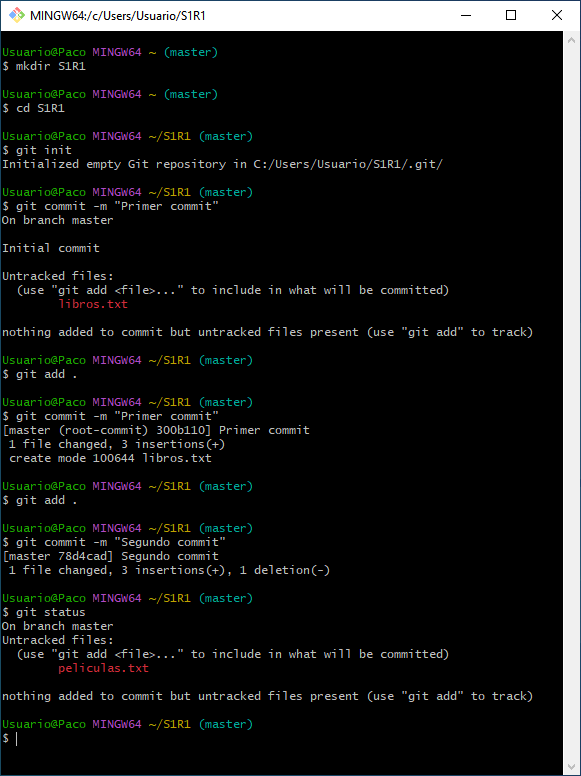 MINGW64:/c/Users/Usuario/S1R1
Usuario@Paco MINGW64 ~ (master)
$ mkdir S1R1
Usuario@Paco MINGW64 ~ (master)
$ cd S1R1
Usuario@Paco MINGW64 ~/S1R1 (master)
$ git init
Initialized empty Git repository in C:/Users/Usuario/S1R1/.git/
Usuario@Paco MINGW64 ~/S1R1 (master)
$ git commit -m "Primer commit"
On branch master
Initial commit
Untracked files:
  (use "git add <file>..." to include in what will be committed)
        libros.txt
nothing added to commit but untracked files present (use "git add" to track)
Usuario@Paco MINGW64 ~/S1R1 (master)
$ git add .
Usuario@Paco MINGW64 ~/S1R1 (master)
$ git commit -m "Primer commit"
[master (root-commit) 300b110] Primer commit
 1 file changed, 3 insertions(+)
 create mode 100644 libros.txt
Usuario@Paco MINGW64 ~/S1R1 (master)
$ git add .
Usuario@Paco MINGW64 ~/S1R1 (master)
$ git commit -m "Segundo commit"
[master 78d4cad] Segundo commit
 1 file changed, 3 insertions(+), 1 deletion(-)
Usuario@Paco MINGW64 ~/S1R1 (master)
$ git status
On branch master
Untracked files:
  (use "git add <file>..." to include in what will be committed)
        peliculas.txt
nothing added to commit but untracked files present (use "git add" to track)
Usuario@Paco MINGW64 ~/S1R1 (master)
$